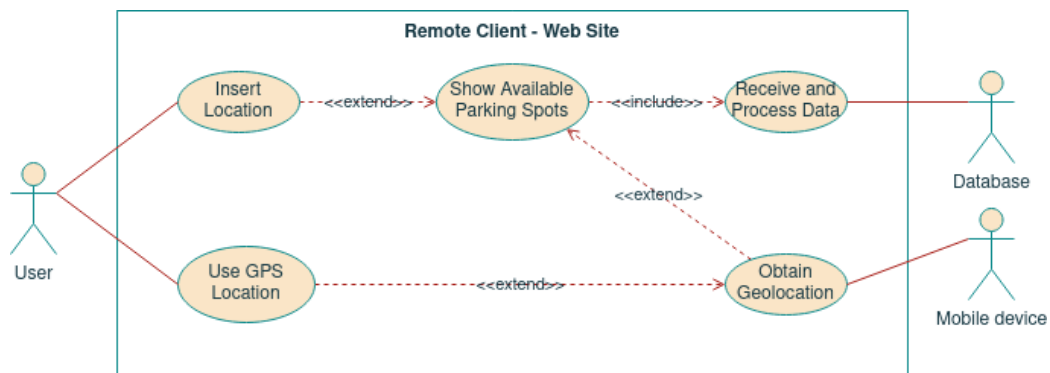 Remote Client - Web Site
Insert
Location
<<extend>>
Show Available
Parking Spots
<<include>>
Receive and
Process Data
Database
<<extend>>
User
Use GPS
Location
<<extend>>
Obtain
Geolocation
Mobile device